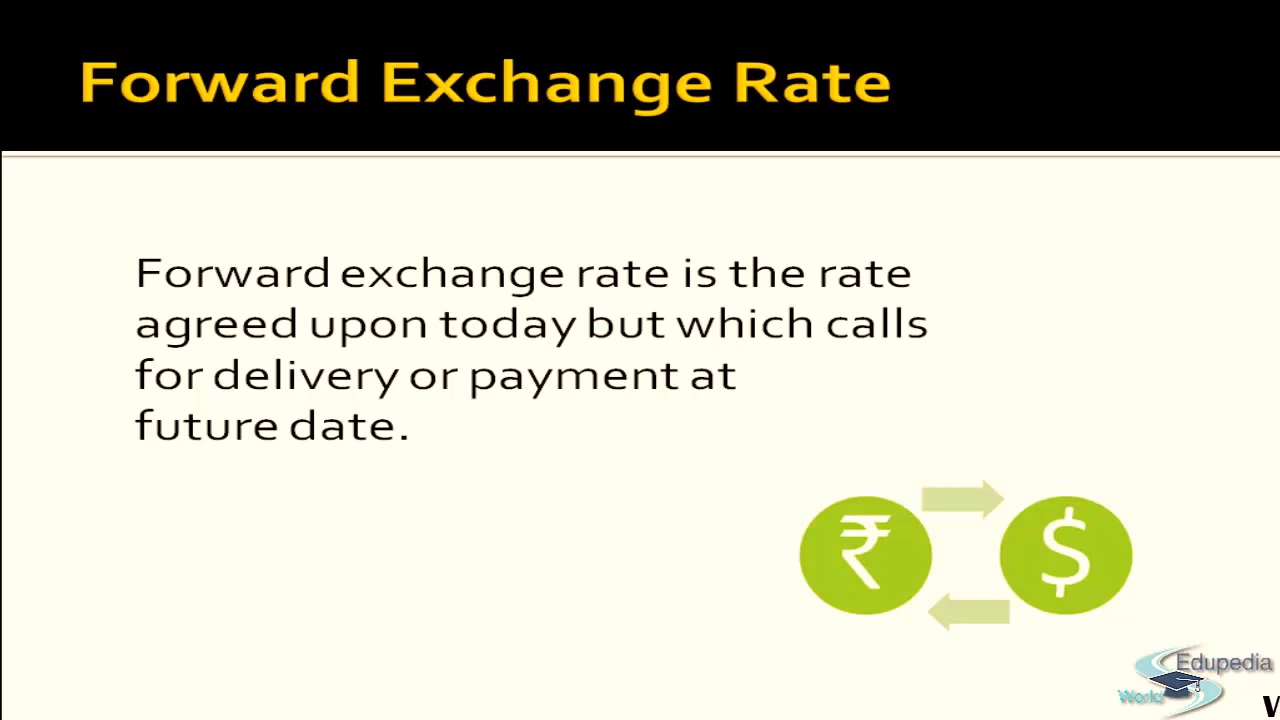 Forward Exchange Rate
Forward exchange rate is the rate
agreed upon today but which calls
for delivery or payment at
future date.
₹ $
Edupedia
World